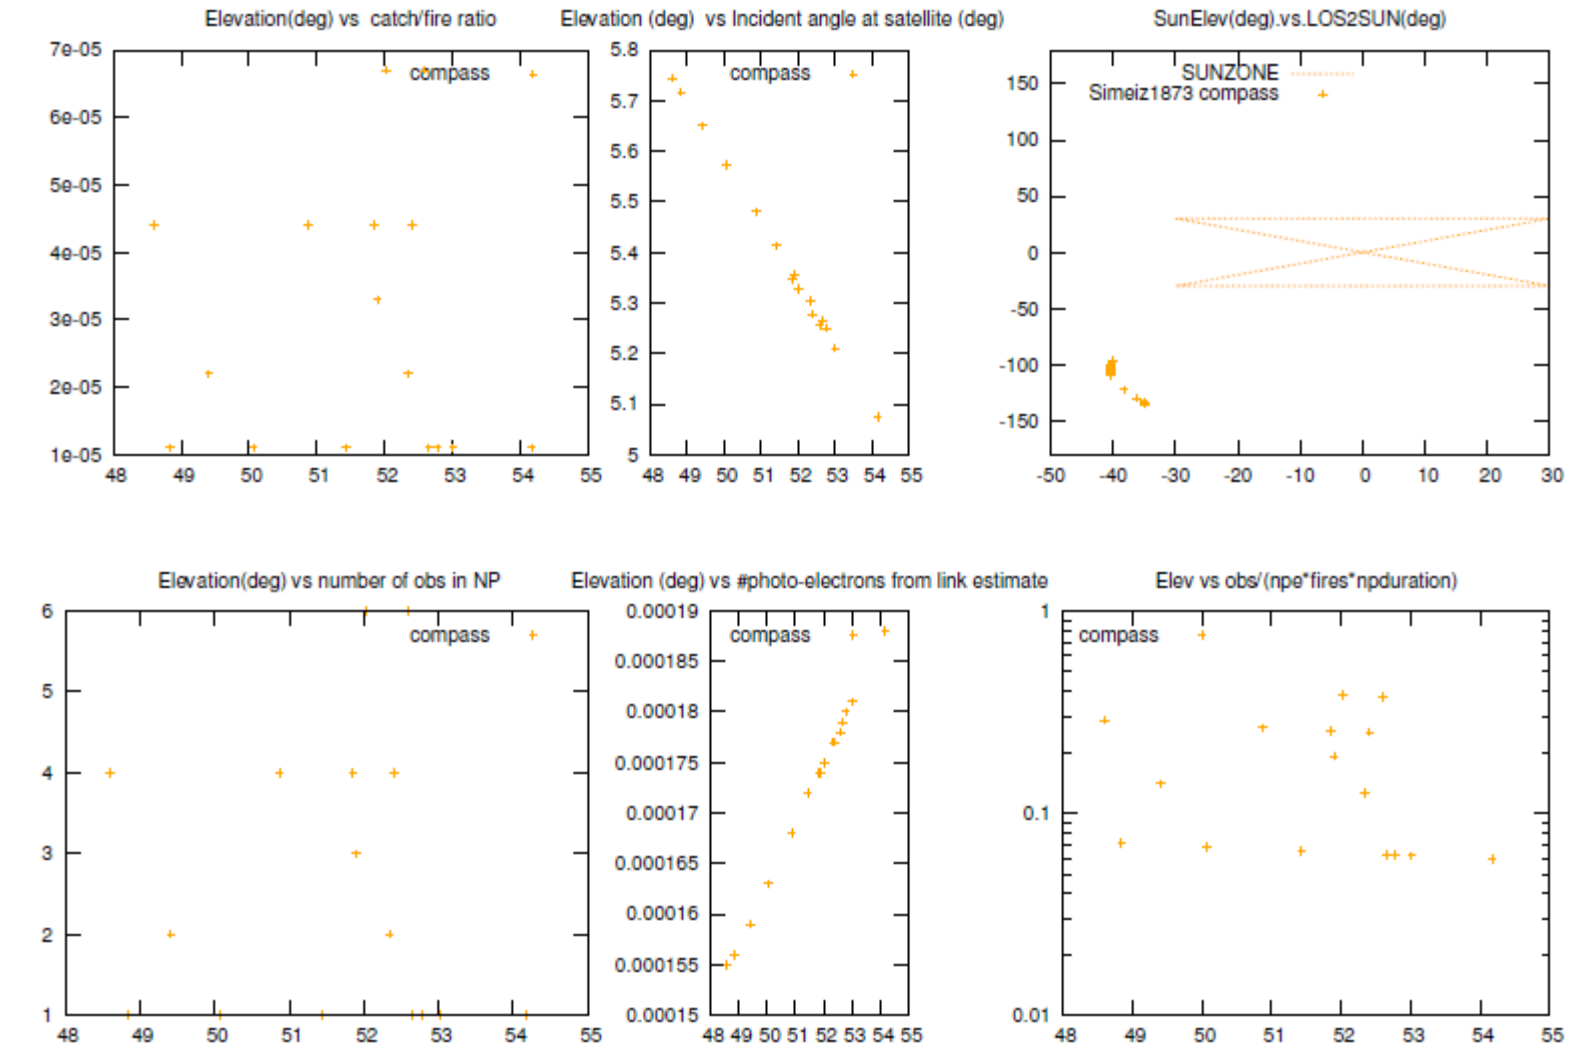 Elevation(deg) vs catch/fire ratio
7e-05
6e-05
5e-05
4e-05
3e-05
2e-05
1e-05
compass
48 49 50 51 52 53 54 55
Elevation (deg) vs Incident angle at satellite (deg)
5.8
5.7
5.6
5.5
5.4
5.3
5.2
5.1
5
compass
48 49 50 51 52 53 54 55
SunElev(deg).vs.LOS2SUN(deg)
150
100
50
0
-50
-100
-150
SUNZONE
Simeiz1873 compass
-50 -40 -30 -20 -10 0 10 20 30
Elevation(deg) vs number of obs in NP
6
5
4
3
2
1
compass
48 49 50 51 52 53 54 55
Elevation (deg) vs #photo-electrons from link estimate
0.00019
0.000185
0.00018
0.000175
0.00017
0.000165
0.00016
0.000155
0.00015
compass
48 49 50 51 52 53 54 55
Elev vs obs/(npe*fires*npduration)
1
0.1
0.01
compass
48 49 50 51 52 53 54 55